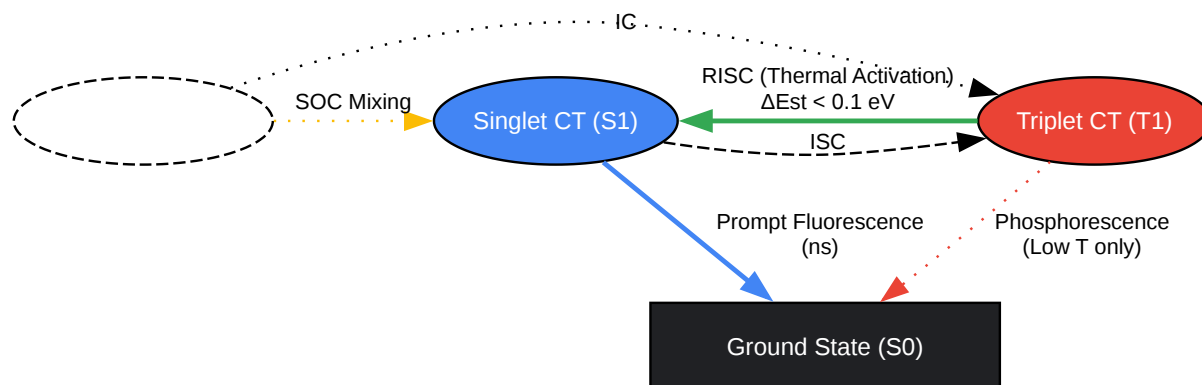 IC
RISC (Thermal Activation)
ΔEst < 0.1 eV
SOC Mixing
Singlet CT (S1)
Triplet CT (T1)
ISC
Prompt Fluorescence
(ns)
Phosphorescence
(Low T only)
Ground State (S0)